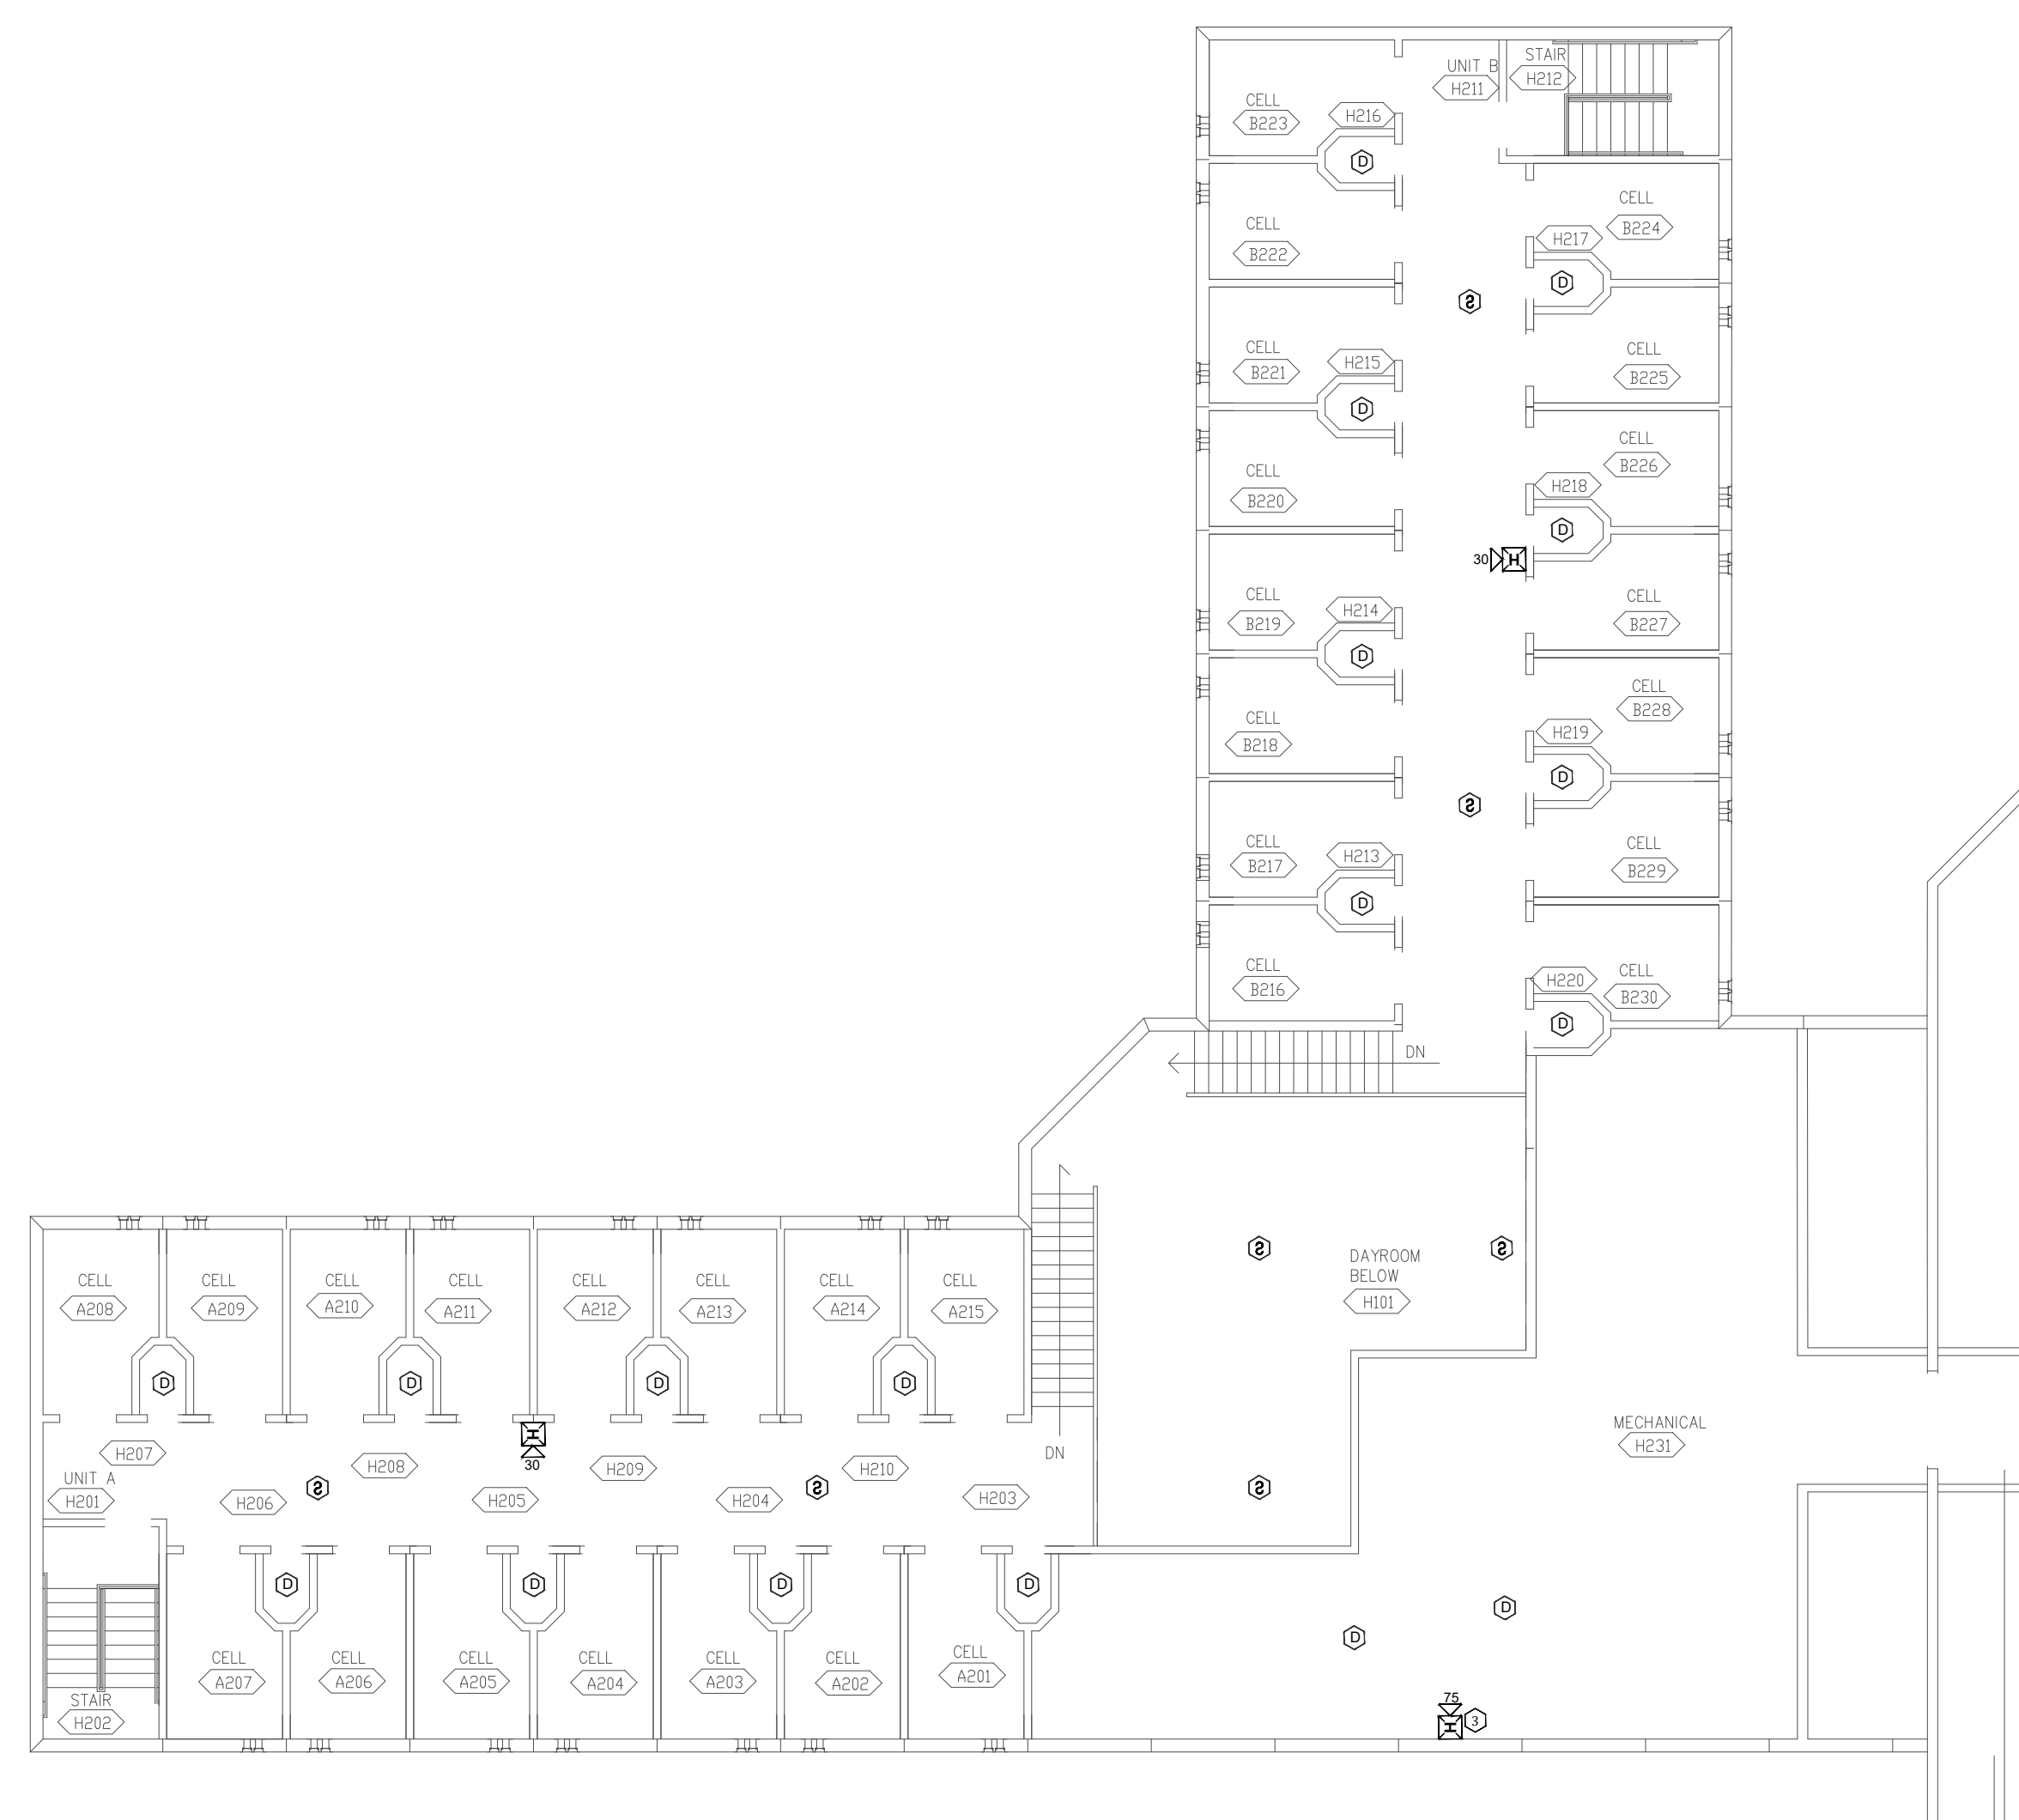 UNIT B
H211
STAIR
H212
CELL
B223
H216
D
CELL
B222
CELL
B224
H217
D
S
CELL
B221
H215
D
CELL
B225
CELL
B220
CELL
B226
H218
D
30
H
CELL
B219
H214
D
CELL
B227
CELL
B218
CELL
B228
H219
D
S
CELL
B217
H213
D
CELL
B229
CELL
B216
CELL
B230
H220
D
DN
S
S
DAYROOM
BELOW
H101
CELL
A208
CELL
A209
CELL
A210
CELL
A211
CELL
A212
CELL
A213
CELL
A214
CELL
A215
D
D
D
D
H
30
DN
H207
H208
H209
H210
UNIT A
H201
H206
S
H205
H204
S
H203
S
MECHANICAL
H231
D
D
D
D
D
D
CELL
A207
CELL
A206
CELL
A205
CELL
A204
CELL
A203
CELL
A202
CELL
A201
STAIR
H202
75
H
3